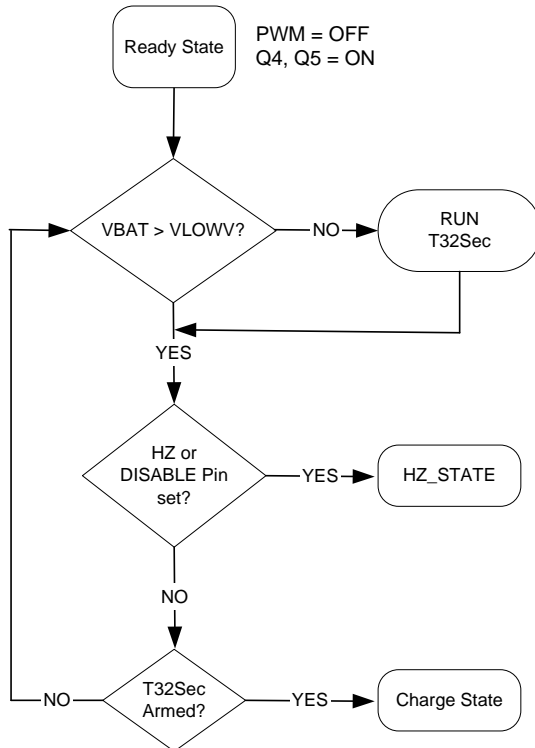 Ready State
PWM = OFF
Q4, Q5 = ON
VBAT > VLOWV?
NO
RUN
T32Sec
YES
HZ or
DISABLE Pin
set?
YES
HZ_STATE
NO
T32Sec
Armed?
NO
YES
Charge State